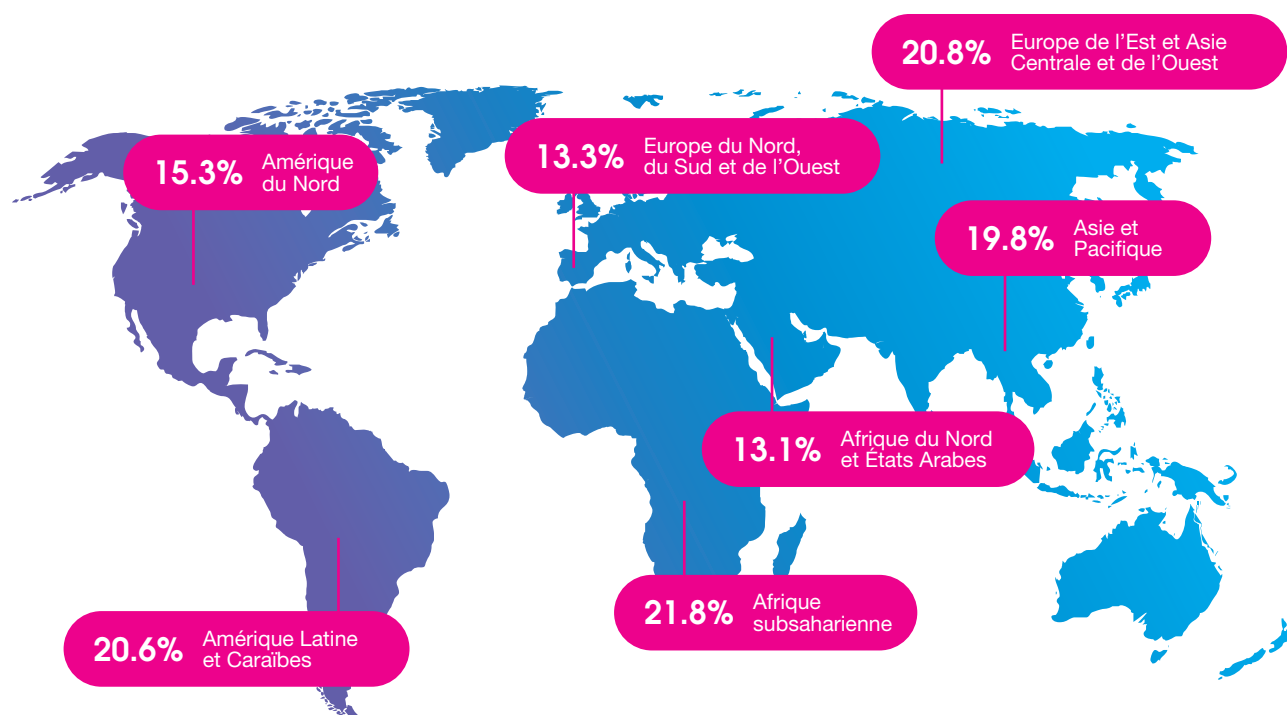 20.8%
Europe de l’Est et Asie
Centrale et de l’Ouest
13.3%
Europe du Nord,
du Sud et de l’Ouest
15.3%
Amérique
du Nord
19.8%
Asie et
Pacifique
13.1%
Afrique du Nord
et États Arabes
21.8%
Afrique
subsaharienne
20.6%
Amérique Latine
et Caraïbes